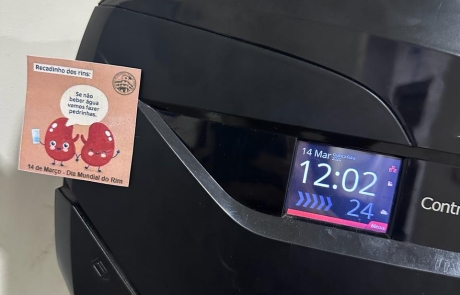 Recadinho dos rins:
Se não
beber água
vamos fazer
pedrinhas.
14 de Março - Dia Mundial do Rim
14 Mar
12:02
24
Menu
Contr